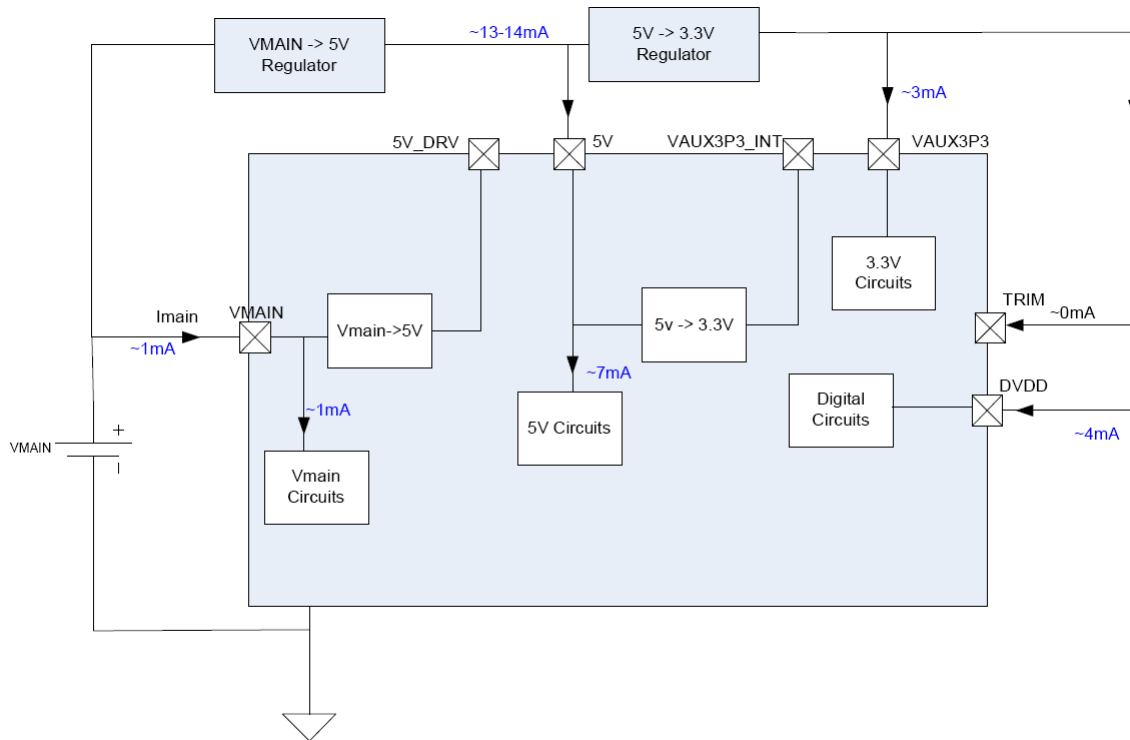 VMAIN -> 5V
Regulator
~13-14mA
5V -> 3.3V
Regulator
~3mA
5V_DRV
5V
VAUX3P3_INT
VAUX3P3
3.3V
Circuits
Imain
VMAIN
~1mA
Vmain->5V
5v -> 3.3V
TRIM
~0mA
~1mA
~7mA
DVDD
~4mA
Digital
Circuits
5V Circuits
VMAIN
+
–
Vmain
Circuits